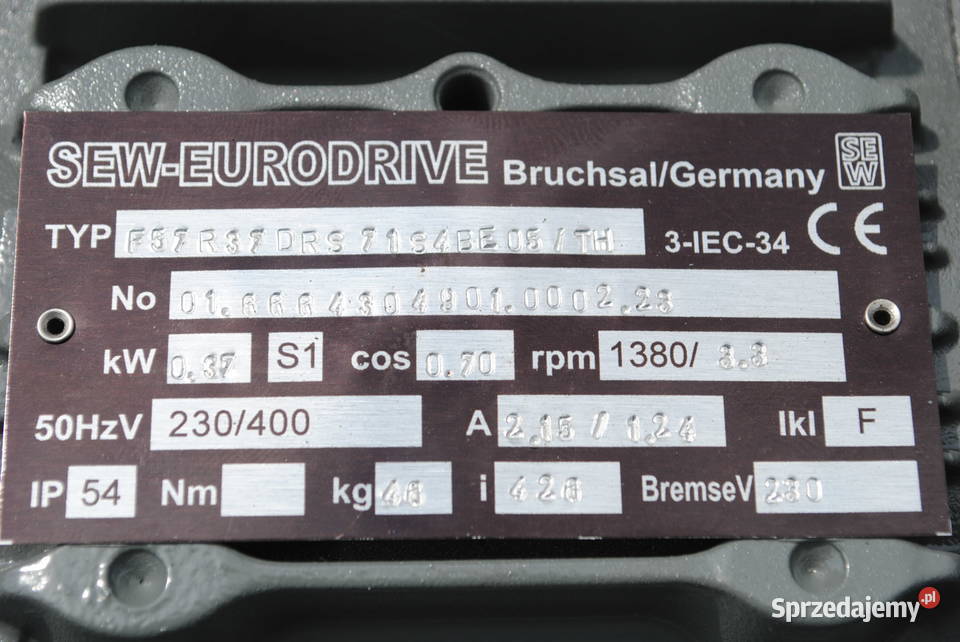 SEW-EURODRIVE Bruchsal/Germany SEW
TYP F57R37DRS71S4BE05/TH 3-IEC-34 CE
No 01.6664304901.0002.23
kW 0.37 S1 cos 0.70 rpm 1380/ 3.3
50HzV 230/400 A 2.15/1.24 Ikl F
IP 54 Nm kg 46 i 426 BremseV 230
Sprzedajemy.pl